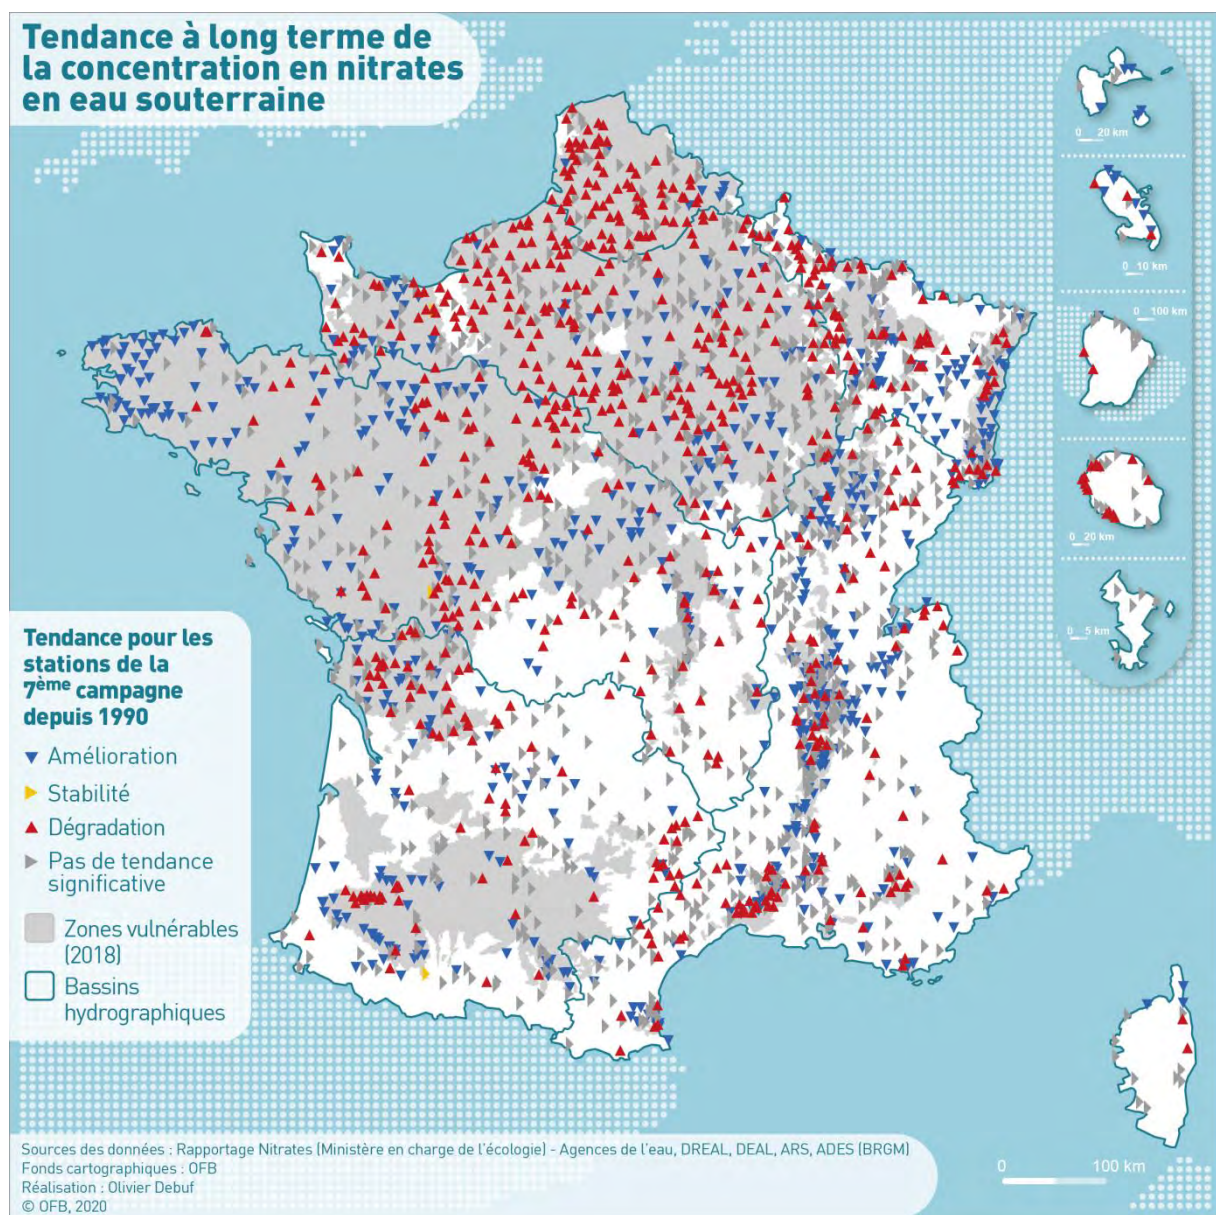 Tendance à long terme de
la concentration en nitrates
en eau souterraine
0 20 km
0 10 km
0 100 km
0 20 km
0 5 km
Tendance pour les
stations de la
7ème campagne
depuis 1990
Amélioration
Stabilité
Dégradation
Pas de tendance
significative
Zones vulnérables
(2018)
Bassins
hydrographiques
Sources des données : Rapportage Nitrates (Ministère en charge de l'écologie) - Agences de l'eau, DREAL, DEAL, ARS, ADES (BRGM)
Fonds cartographiques : OFB
Réalisation : Olivier Debuf
© OFB, 2020
0 100 km